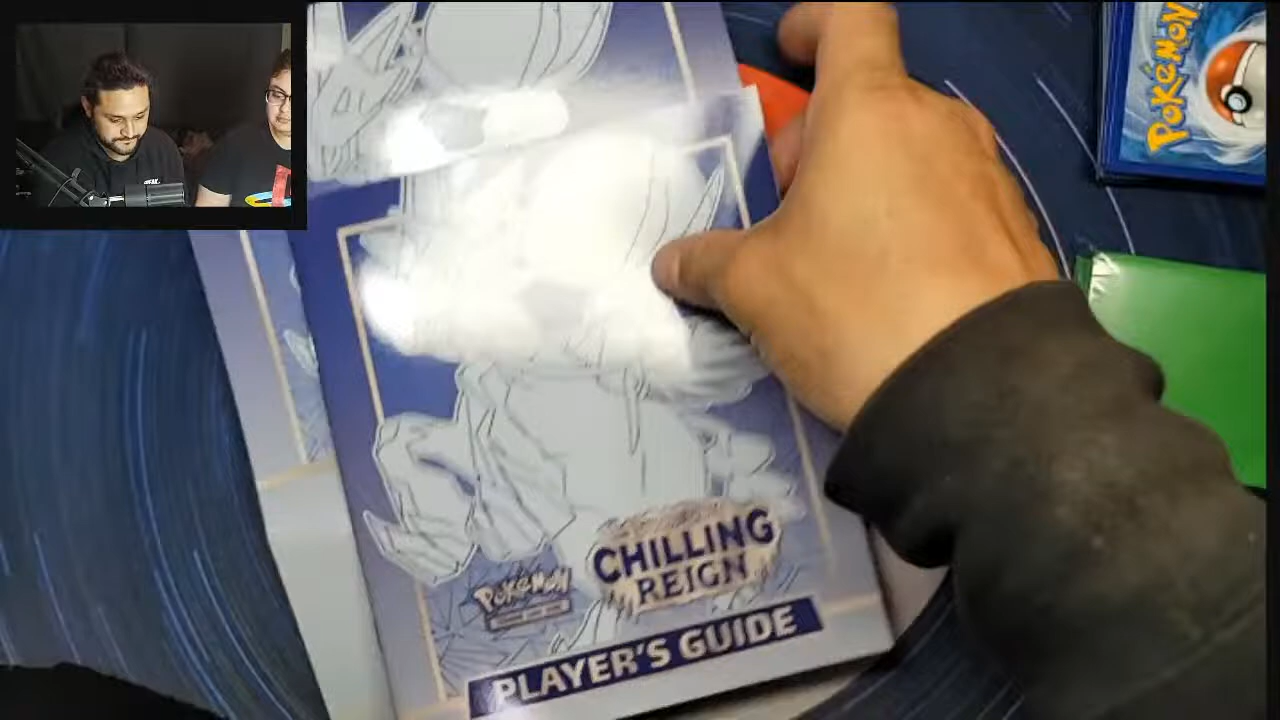 POKéMON
CHILLING
REIGN
POKéMON
PLAYER'S GUIDE